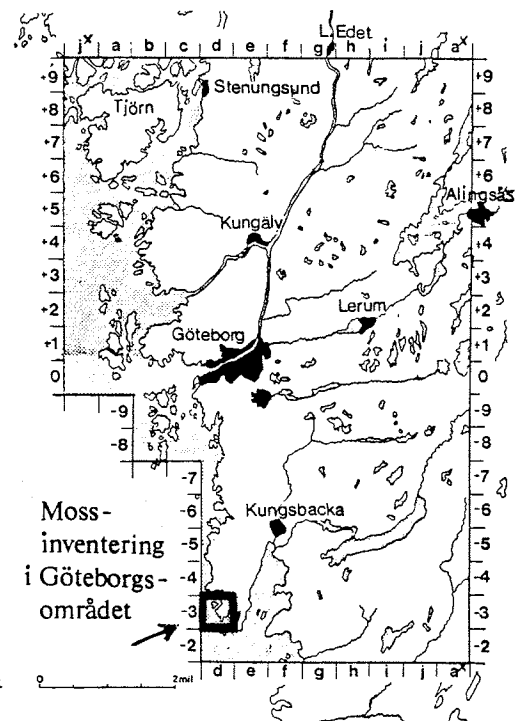 L. Edet
j x a b c d e f g h i j a x
+9 Stenungsund +9
+8 Tjörn +8
+7 +7
+6 +6
Alingsås
+5 +5
Kungälv
+4 +4
+3 +3
Lerum
+2 +2
Göteborg
+1 +1
0 0
-9 -9
-8 -8
-7 -7
Kungsbacka
-6 -6
-5 -5
-4 -4
-3 -3
-2 -2
Moss-
inventering
i Göteborgs-
området
d e f g h i j a x
0 2mil